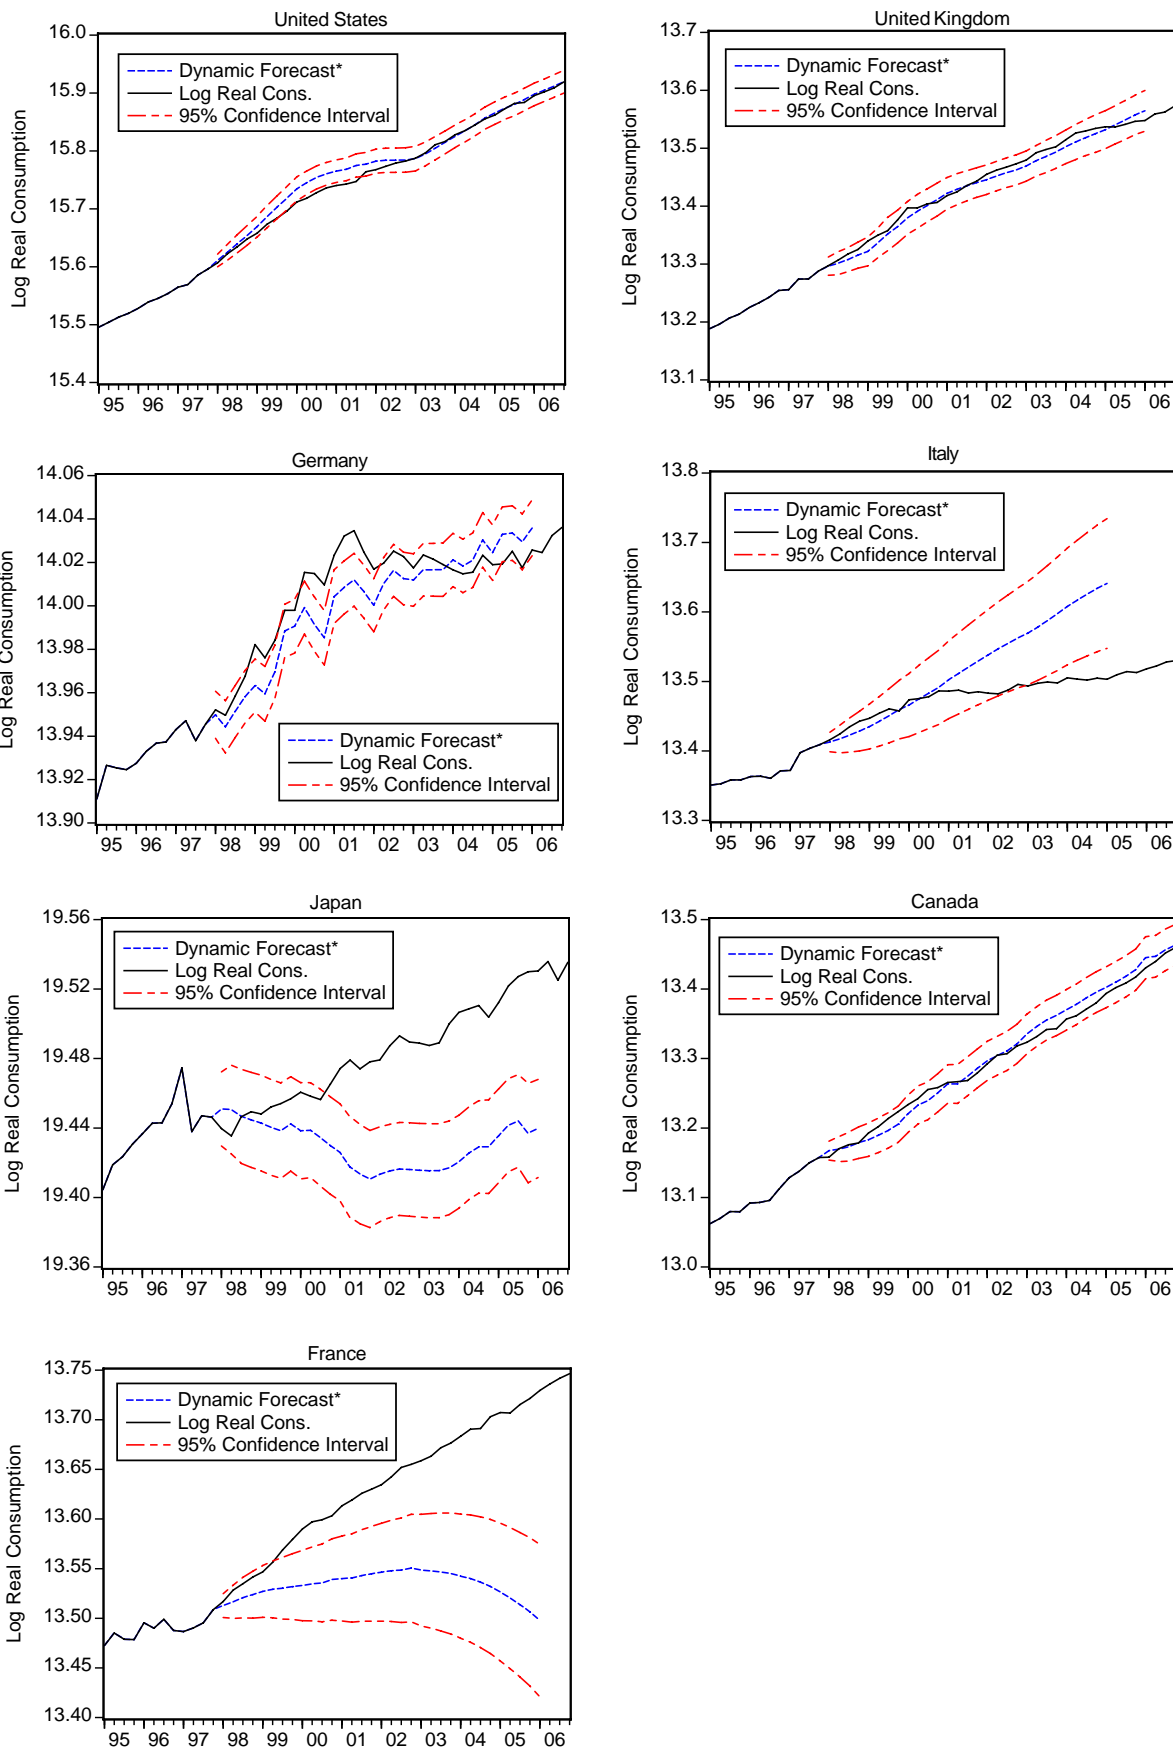 United States
Log Real Consumption
16.0
15.9
15.8
15.7
15.6
15.5
15.4
Dynamic Forecast*
Log Real Cons.
95% Confidence Interval
95 96 97 98 99 00 01 02 03 04 05 06
United Kingdom
Log Real Consumption
13.7
13.6
13.5
13.4
13.3
13.2
13.1
Dynamic Forecast*
Log Real Cons.
95% Confidence Interval
95 96 97 98 99 00 01 02 03 04 05 06
Germany
Log Real Consumption
14.06
14.04
14.02
14.00
13.98
13.96
13.94
13.92
13.90
Dynamic Forecast*
Log Real Cons.
95% Confidence Interval
95 96 97 98 99 00 01 02 03 04 05 06
Italy
Log Real Consumption
13.8
13.7
13.6
13.5
13.4
13.3
Dynamic Forecast*
Log Real Cons.
95% Confidence Interval
95 96 97 98 99 00 01 02 03 04 05 06
Japan
Log Real Consumption
19.56
19.52
19.48
19.44
19.40
19.36
Dynamic Forecast*
Log Real Cons.
95% Confidence Interval
95 96 97 98 99 00 01 02 03 04 05 06
Canada
Log Real Consumption
13.5
13.4
13.3
13.2
13.1
13.0
Dynamic Forecast*
Log Real Cons.
95% Confidence Interval
95 96 97 98 99 00 01 02 03 04 05 06
France
Log Real Consumption
13.75
13.70
13.65
13.60
13.55
13.50
13.45
13.40
Dynamic Forecast*
Log Real Cons.
95% Confidence Interval
95 96 97 98 99 00 01 02 03 04 05 06